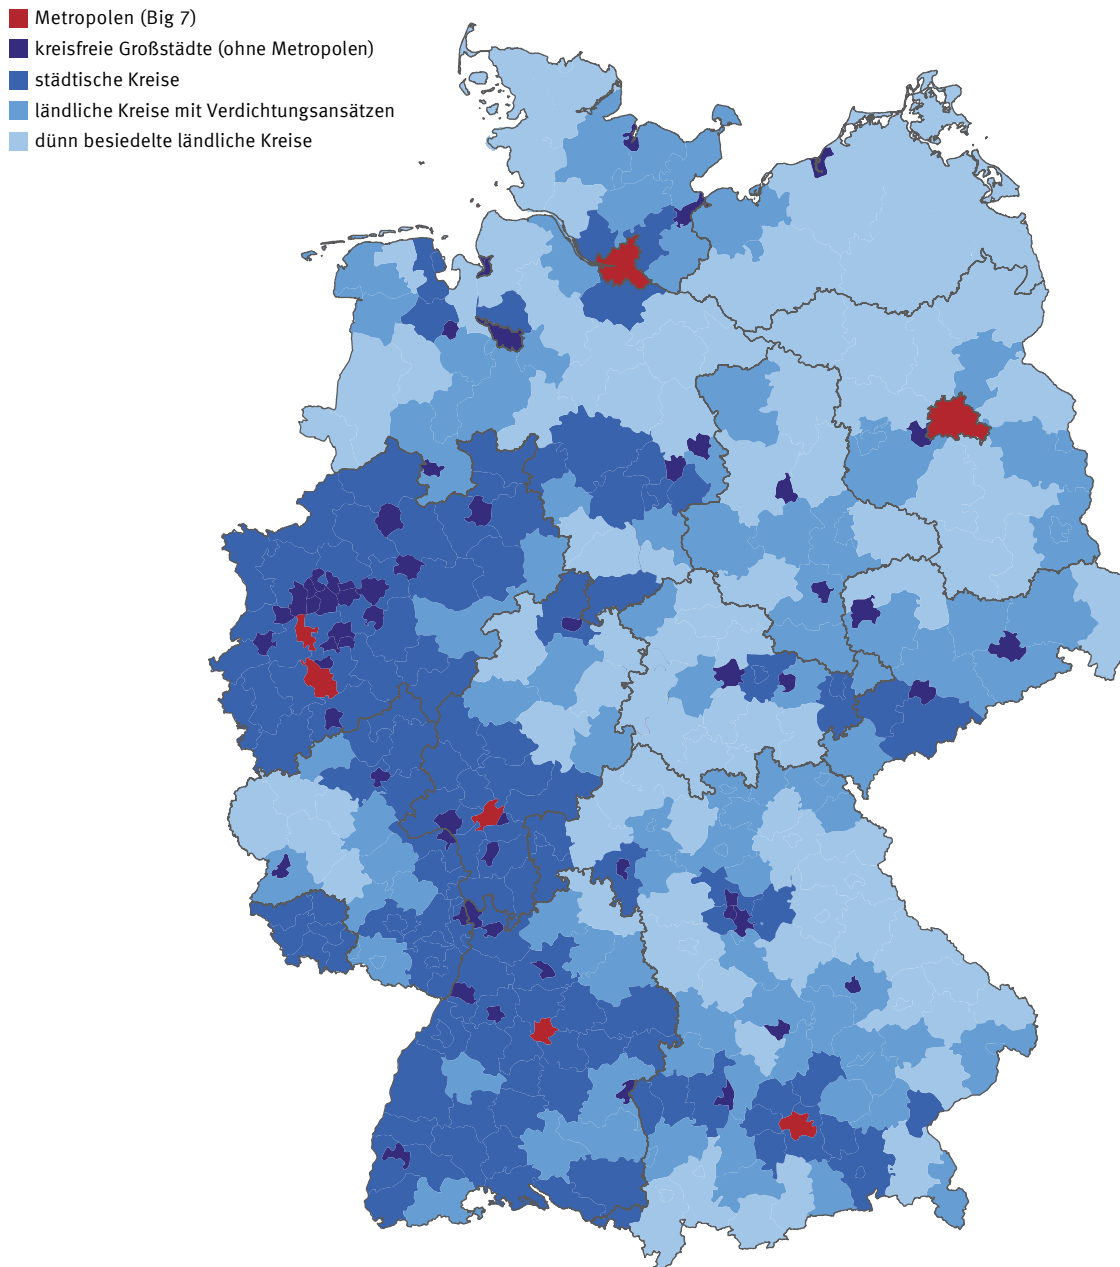 Metropolen (Big 7)
kreisfreie Großstädte (ohne Metropolen)
städtische Kreise
ländliche Kreise mit Verdichtungsansätzen
dünn besiedelte ländliche Kreise